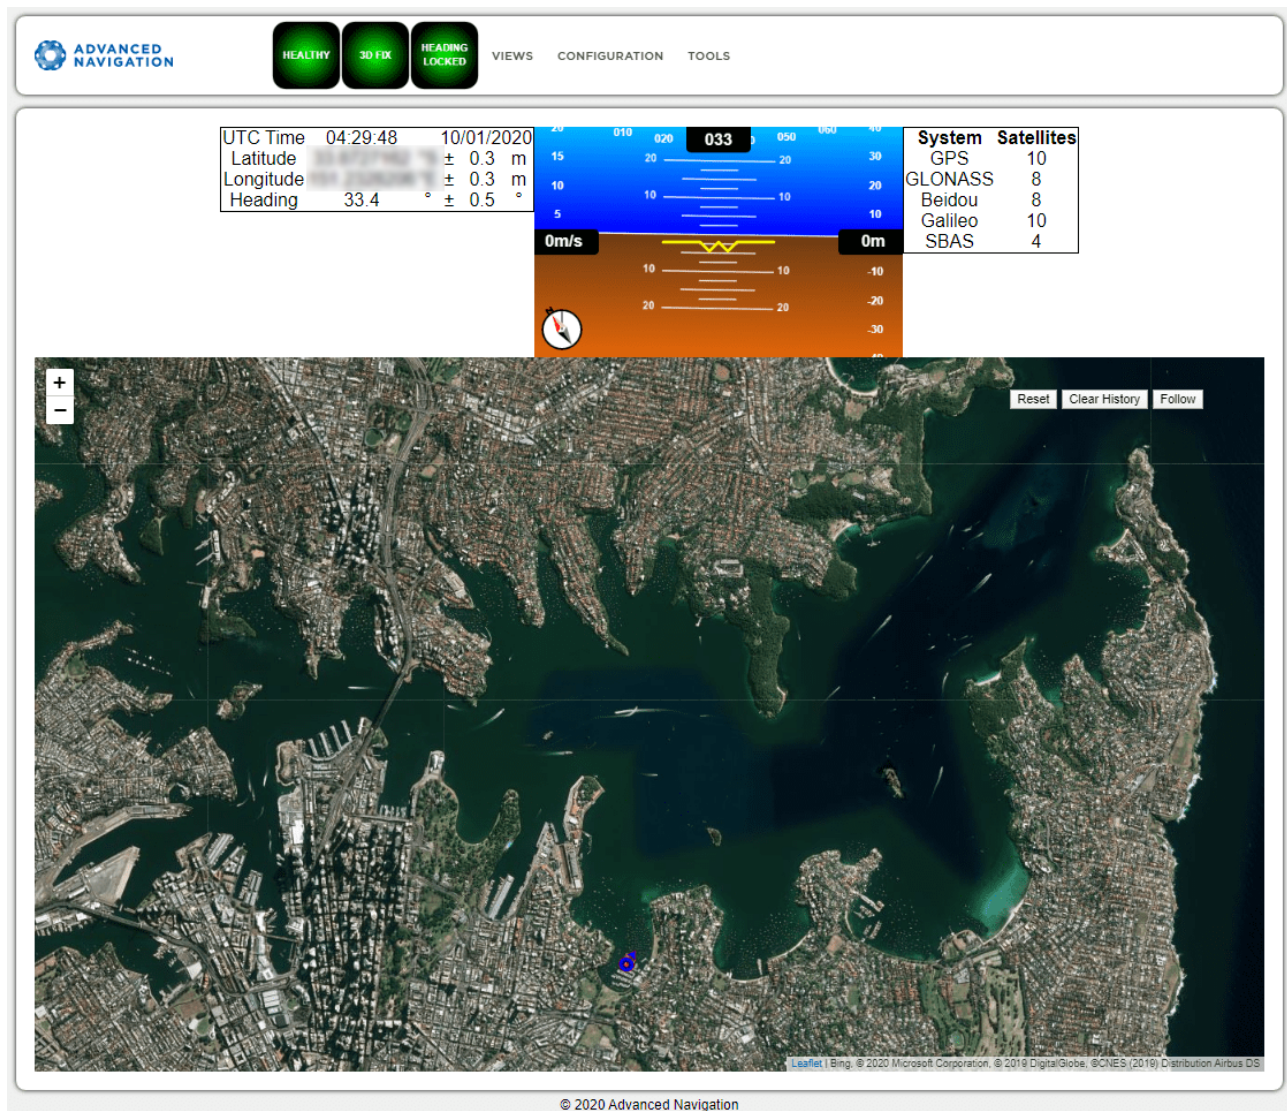 ADVANCED
NAVIGATION
HEALTHY
3D FIX
HEADING
LOCKED
VIEWS CONFIGURATION TOOLS
UTC Time 04:29:48 10/01/2020
Latitude ± 0.3 m
Longitude ± 0.3 m
Heading 33.4 ° ± 0.5 °
20 010 020 033 050 060 40
15 20 20 30
10 10 10 20
5 10
0m/s 0m
10 10 -10
20 20 -20
N -30
System Satellites
GPS 10
GLONASS 8
Beidou 8
Galileo 10
SBAS 4
+
−
Reset Clear History Follow
Leaflet | Bing, © 2020 Microsoft Corporation, © 2019 DigitalGlobe, ©CNES (2019) Distribution Airbus DS
© 2020 Advanced Navigation